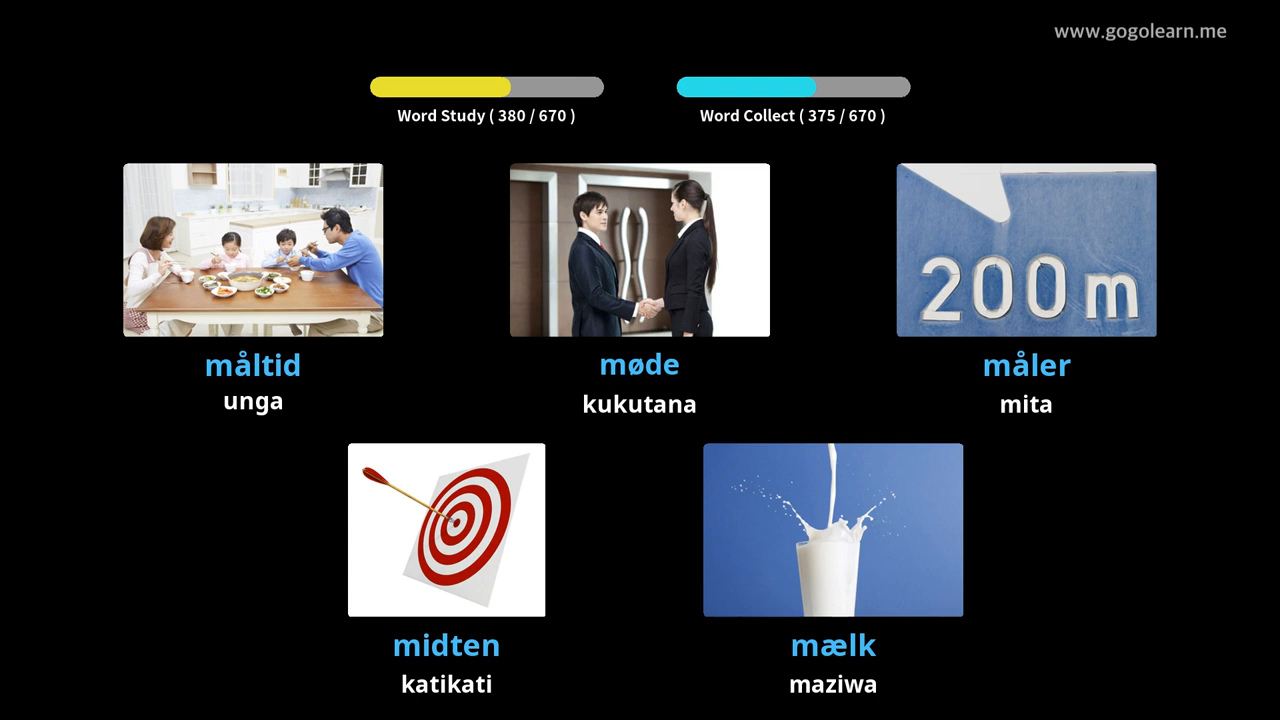 www.gogolearn.me
Word Study ( 380 / 670 )
Word Collect ( 375 / 670 )
200 m
måltid
unga
møde
kukutana
måler
mita
midten
katikati
mælk
maziwa